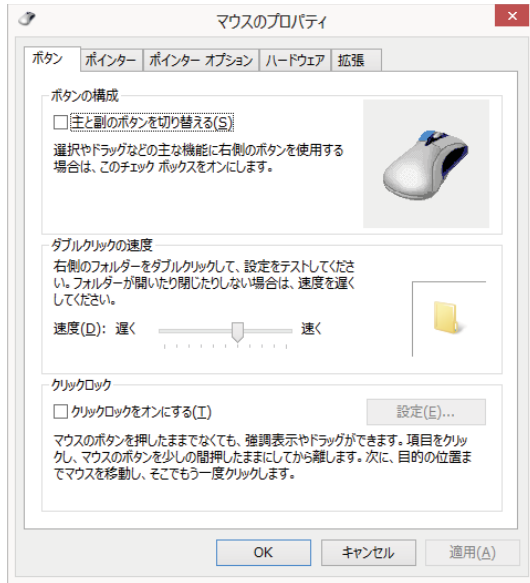 マウスのプロパティ
ボタン ポインター ポインター オプション ハードウェア 拡張
ボタンの構成
主と副のボタンを切り替える(S)
選択やドラッグなどの主な機能に右側のボタンを使用する
場合は、このチェック ボックスをオンにします。
ダブルクリックの速度
右側のフォルダーをダブルクリックして、設定をテストしてくださ
い。フォルダーが開いたり閉じたりしない場合は、速度を遅く
してください。
速度(D): 遅く 速く
クリックロック
クリックロックをオンにする(T)
設定(E)...
マウスのボタンを押したままでなくても、強調表示やドラッグができます。項目をクリッ
クし、マウスのボタンを少しの間押したままにしてから離します。次に、目的の位置ま
でマウスを移動し、そこでもう一度クリックします。
OK キャンセル 適用(A)